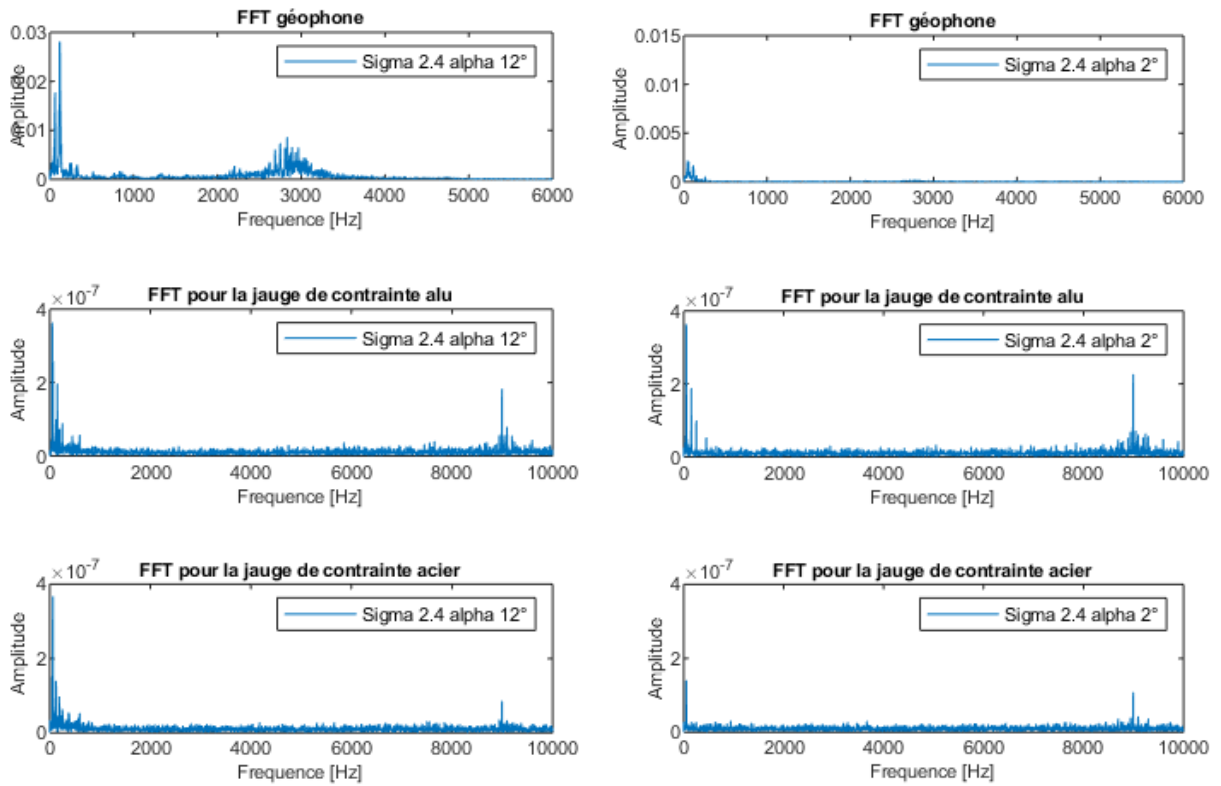 FFT géophone
0.03
0.02
0.01
0
Amplitude
Sigma 2.4 alpha 12°
0 1000 2000 3000 4000 5000 6000
Frequence [Hz]
FFT géophone
0.015
0.01
0.005
0
Amplitude
Sigma 2.4 alpha 2°
0 1000 2000 3000 4000 5000 6000
Frequence [Hz]
×10-7
FFT pour la jauge de contrainte alu
4
2
0
Amplitude
Sigma 2.4 alpha 12°
0 2000 4000 6000 8000 10000
Frequence [Hz]
×10-7
FFT pour la jauge de contrainte alu
4
2
0
Amplitude
Sigma 2.4 alpha 2°
0 2000 4000 6000 8000 10000
Frequence [Hz]
×10-7
FFT pour la jauge de contrainte acier
4
2
0
Amplitude
Sigma 2.4 alpha 12°
0 2000 4000 6000 8000 10000
Frequence [Hz]
×10-7
FFT pour la jauge de contrainte acier
4
2
0
Amplitude
Sigma 2.4 alpha 2°
0 2000 4000 6000 8000 10000
Frequence [Hz]